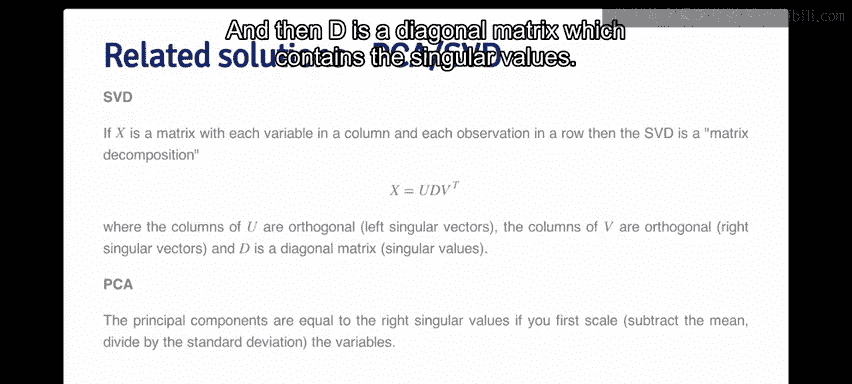 And then D is a diagonal matrix which
contains the singular values.
Related solutions PCA/SVD
SVD
If X is a matrix with each variable in a column and each observation in a row then the SVD is a "matrix
decomposition"
X = UDV^T
where the columns of U are orthogonal (left singular vectors), the columns of V are orthogonal (right
singular vectors) and D is a diagonal matrix (singular values).
PCA
The principal components are equal to the right singular values if you first scale (subtract the mean,
divide by the standard deviation) the variables.